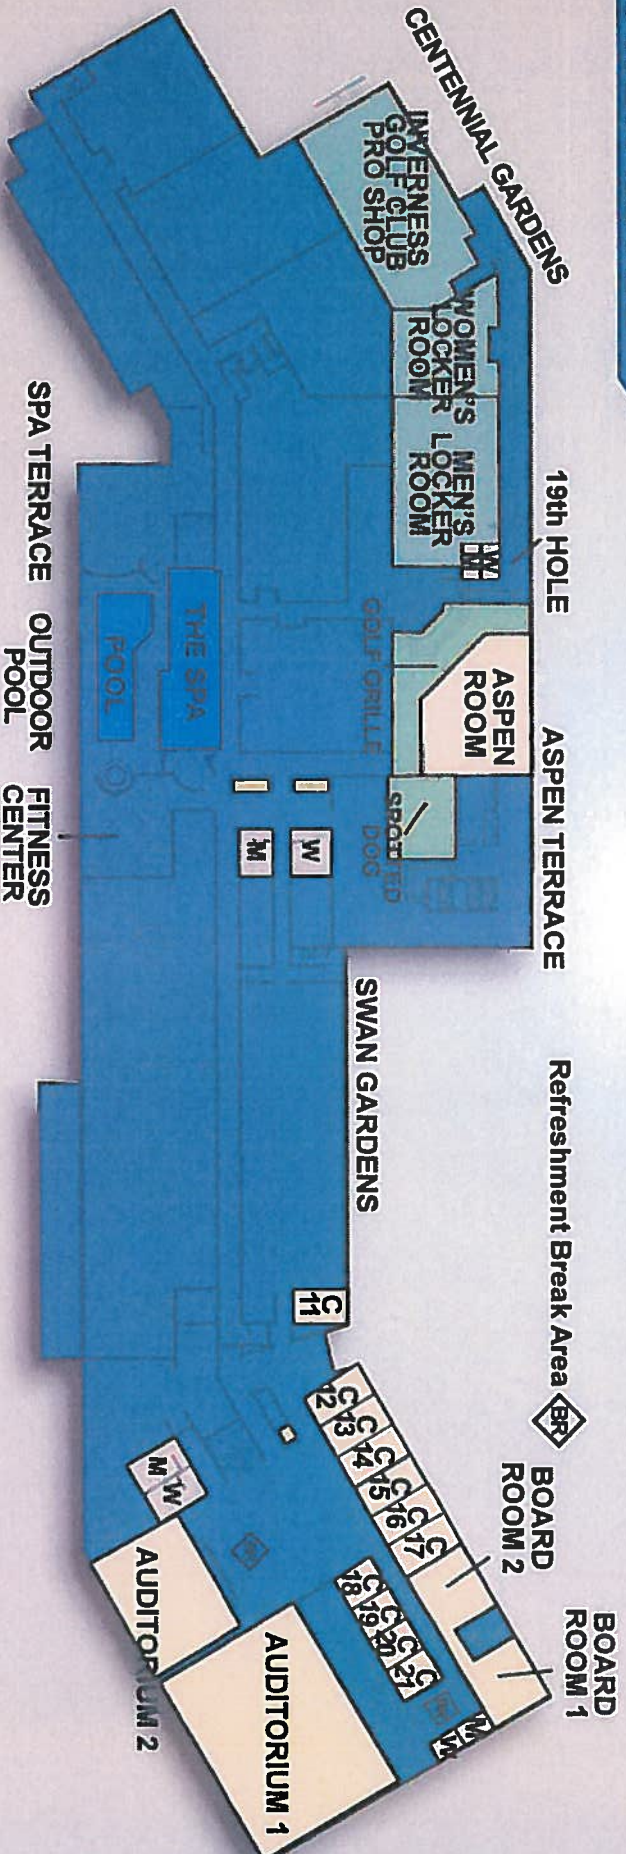 CENTENNIAL GARDENS
INVERNESS
GOLF CLUB
PRO SHOP
WOMEN'S
LOCKER
ROOM
MEN'S
LOCKER
ROOM
W
M
19th HOLE
ASPEN
ROOM
ASPEN TERRACE
GOLF GRILLE
SPOTTED
DOG
THE SPA
POOL
SPA TERRACE
OUTDOOR
POOL
FITNESS
CENTER
W
M
SWAN GARDENS
Refreshment Break Area BR
C
11
C
12
C
13
C
14
C
15
C
16
C
17
BOARD
ROOM 2
BOARD
ROOM 1
C
18
C
19
C
20
C
21
M
W
M W
AUDITORIUM 2
AUDITORIUM 1